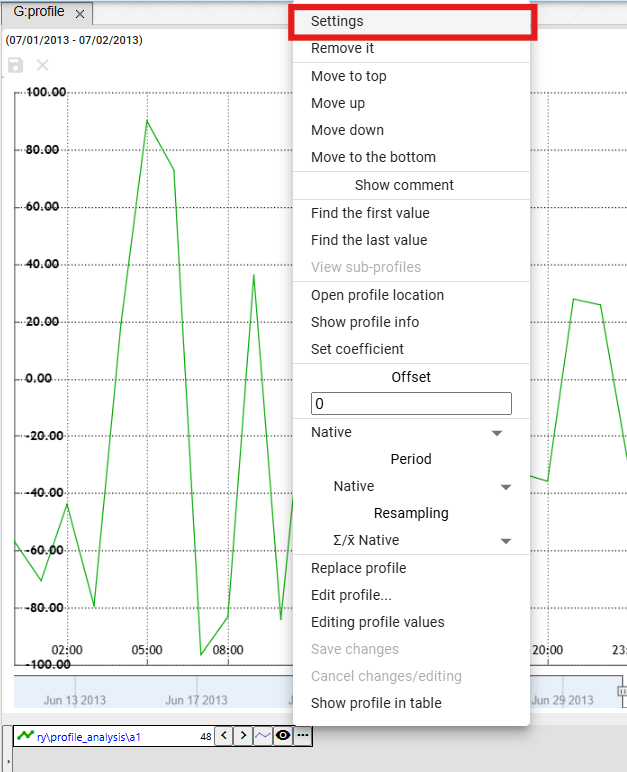 G:profile
(07/01/2013 - 07/02/2013)
Settings
Remove it
Move to top
Move up
Move down
Move to the bottom
Show comment
Find the first value
Find the last value
View sub-profiles
Open profile location
Show profile info
Set coefficient
Offset
0
Native
Period
Native
Resampling
Σ/x̄ Native
Replace profile
Edit profile...
Editing profile values
Save changes
Cancel changes/editing
Show profile in table
100.00
80.00
60.00
40.00
20.00
0.00
-20.00
-40.00
-60.00
-80.00
-100.00
02:00 05:00 08:00 20:00 23:
Jun 13 2013 Jun 17 2013 Jun 29 2013
ry\profile_analysis\a1 48